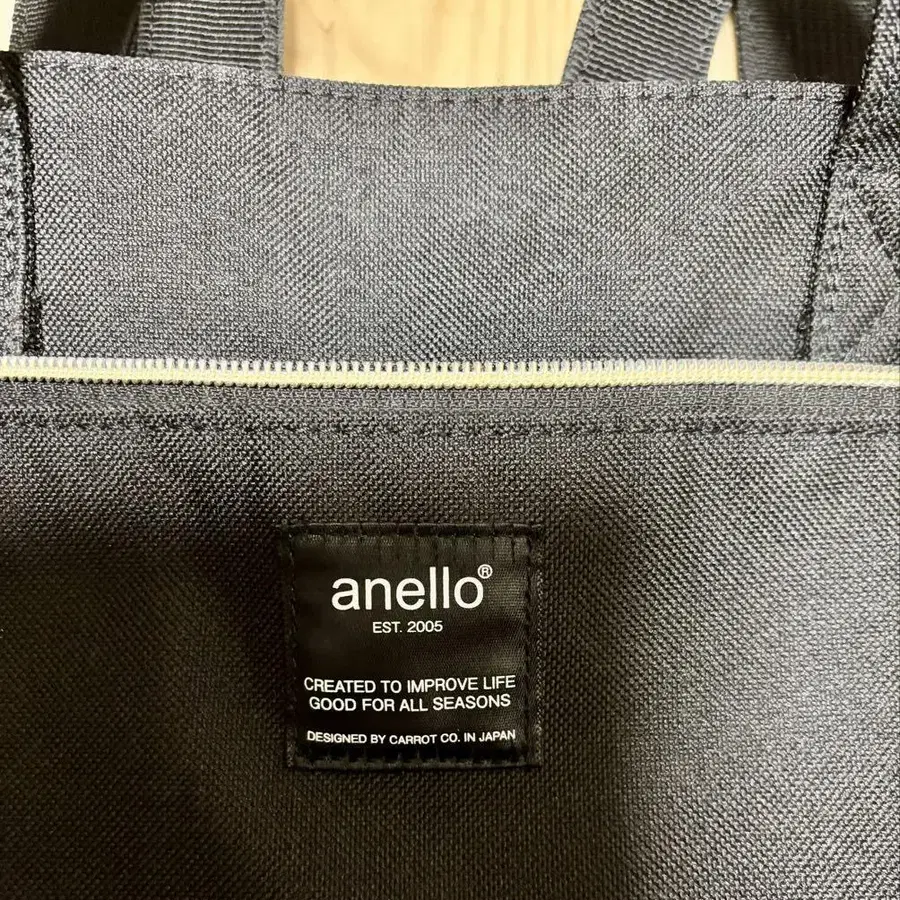 anello®
EST. 2005
CREATED TO IMPROVE LIFE
GOOD FOR ALL SEASONS
DESIGNED BY CARROT CO. IN JAPAN